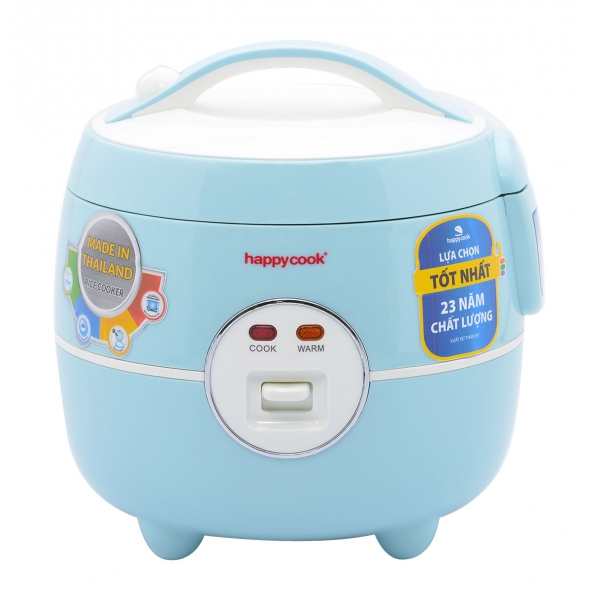 happycook
MADE IN
THAILAND
RICE COOKER
happycook
LỰA CHỌN
TỐT NHẤT
23 NĂM
CHẤT LƯỢNG
COOK WARM